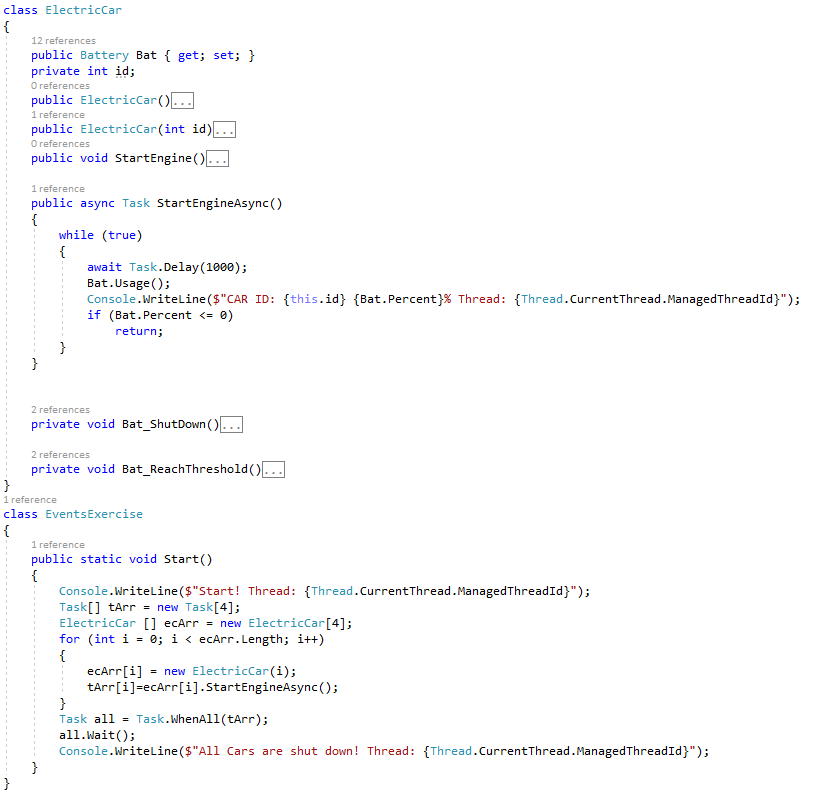 class ElectricCar
{
12 references
public Battery Bat { get; set; }
private int id;
0 references
public ElectricCar()...
1 reference
public ElectricCar(int id)...
0 references
public void StartEngine()...
1 reference
public async Task StartEngineAsync()
{
while (true)
{
await Task.Delay(1000);
Bat.Usage();
Console.WriteLine($"CAR ID: {this.id} {Bat.Percent}% Thread: {Thread.CurrentThread.ManagedThreadId}");
if (Bat.Percent <= 0)
return;
}
}
2 references
private void Bat_ShutDown()...
2 references
private void Bat_ReachThreshold()...
}
1 reference
class EventsExercise
{
1 reference
public static void Start()
{
Console.WriteLine($"Start! Thread: {Thread.CurrentThread.ManagedThreadId}");
Task[] tArr = new Task[4];
ElectricCar [] ecArr = new ElectricCar[4];
for (int i = 0; i < ecArr.Length; i++)
{
ecArr[i] = new ElectricCar(i);
tArr[i]=ecArr[i].StartEngineAsync();
}
Task all = Task.WhenAll(tArr);
all.Wait();
Console.WriteLine($"All Cars are shut down! Thread: {Thread.CurrentThread.ManagedThreadId}");
}
}